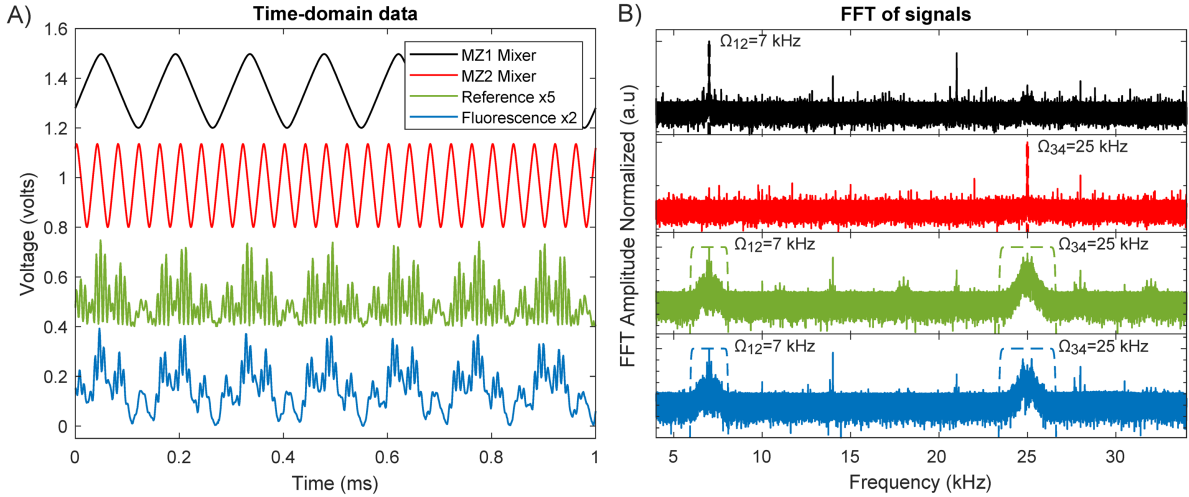 A)
Time-domain data
1.6
1.4
1.2
1
0.8
0.6
0.4
0.2
0
Voltage (volts)
MZ1 Mixer
MZ2 Mixer
Reference x5
Fluorescence x2
0
0.2
0.4
0.6
0.8
1
Time (ms)
B)
FFT of signals
FFT Amplitude Normalized (a.u)
Ω12=7 kHz
Ω34=25 kHz
Ω12=7 kHz
Ω34=25 kHz
Ω12=7 kHz
Ω34=25 kHz
5
10
15
20
25
30
Frequency (kHz)